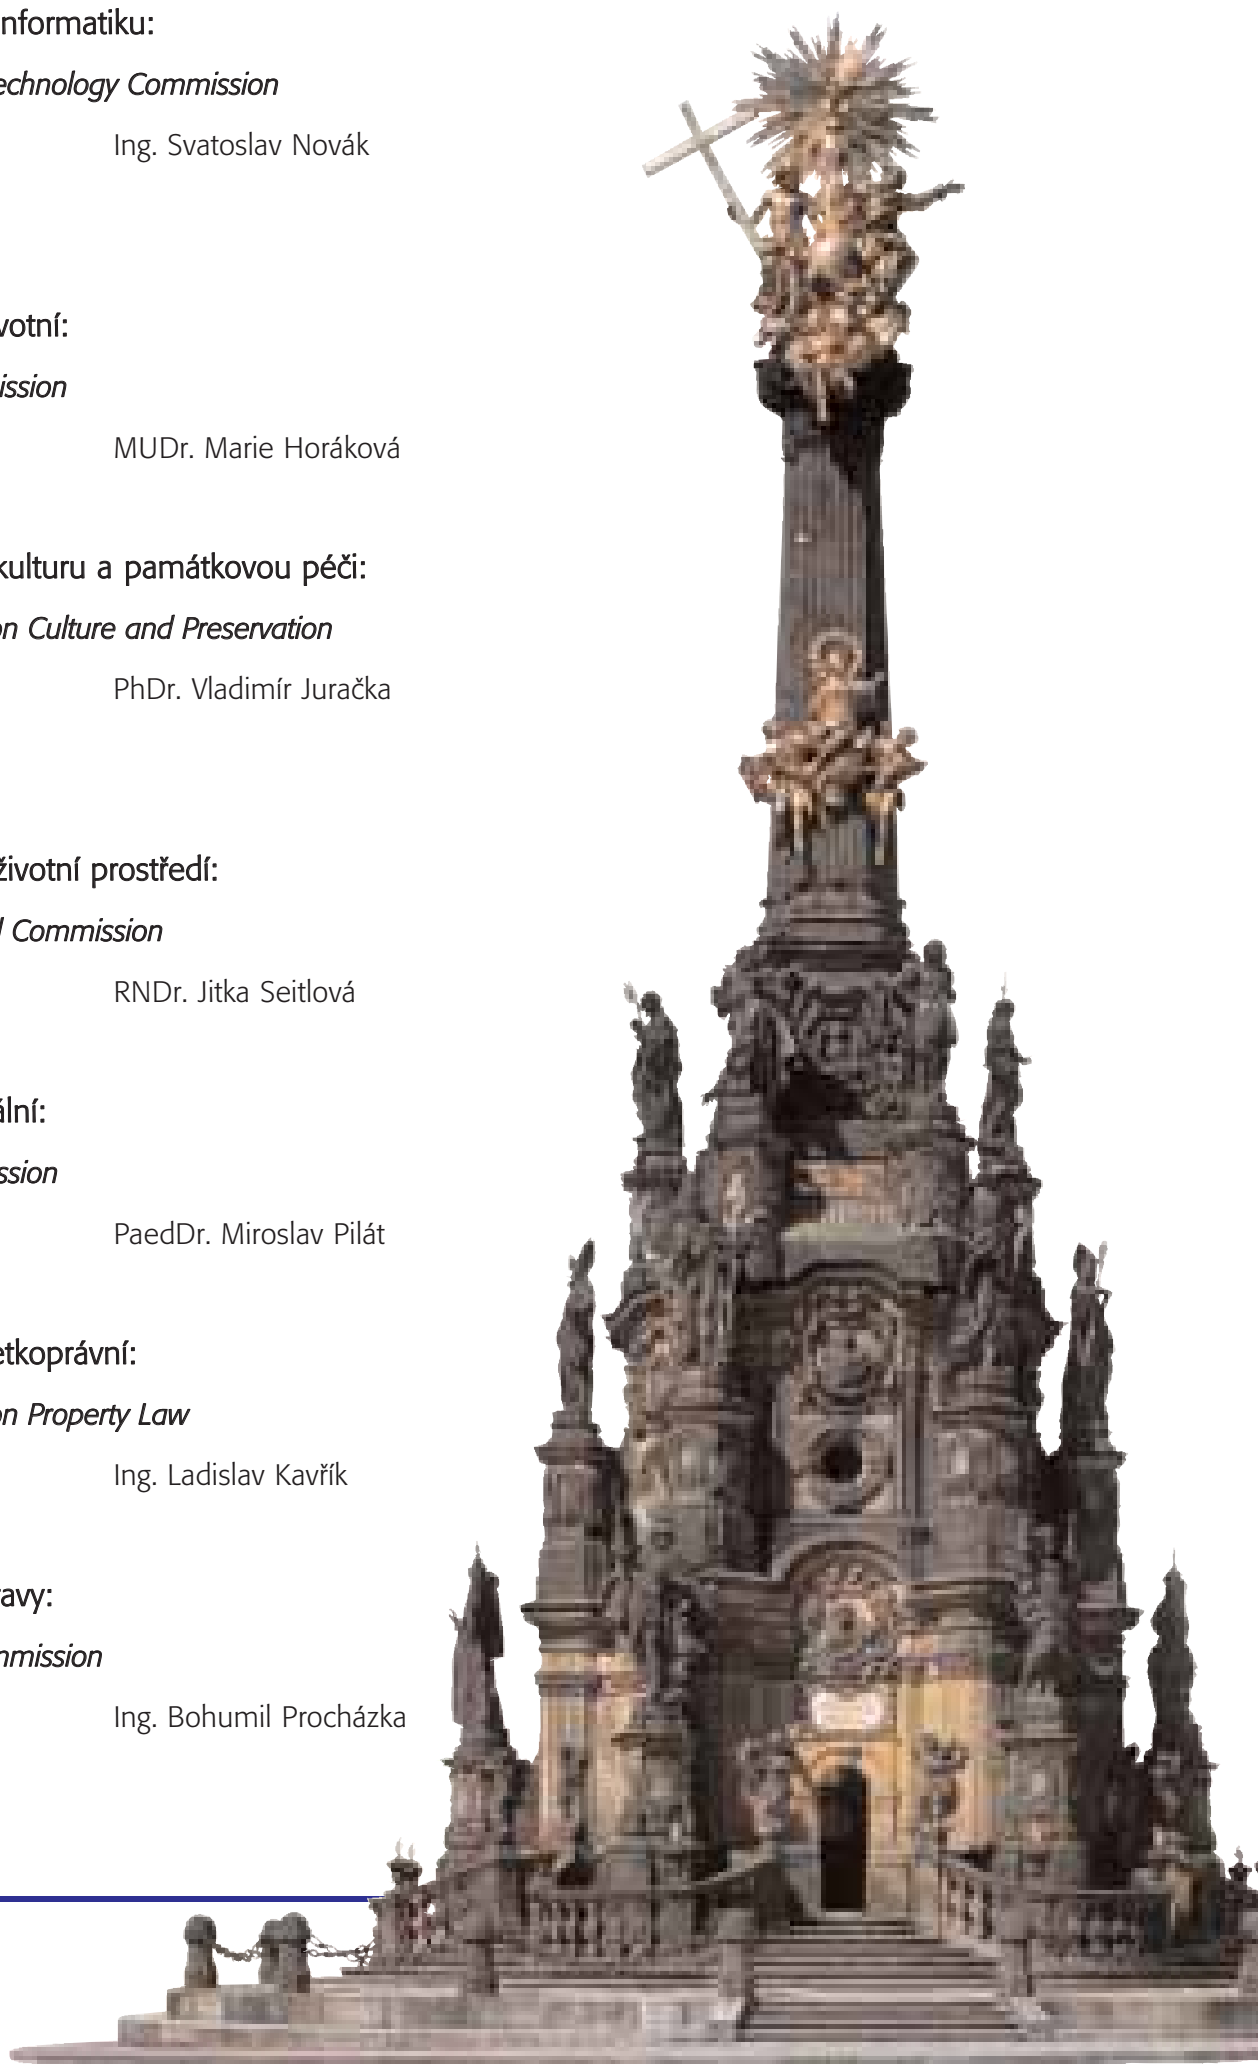 nformatiku:
echnology Commission
Ing. Svatoslav Novák
votní:
ission
MUDr. Marie Horáková
kulturu a památkovou péči:
on Culture and Preservation
PhDr. Vladimír Juračka
životní prostředí:
l Commission
RNDr. Jitka Seitlová
ální:
ssion
PaedDr. Miroslav Pilát
etkoprávní:
on Property Law
Ing. Ladislav Kavřík
avy:
mmission
Ing. Bohumil Procházka